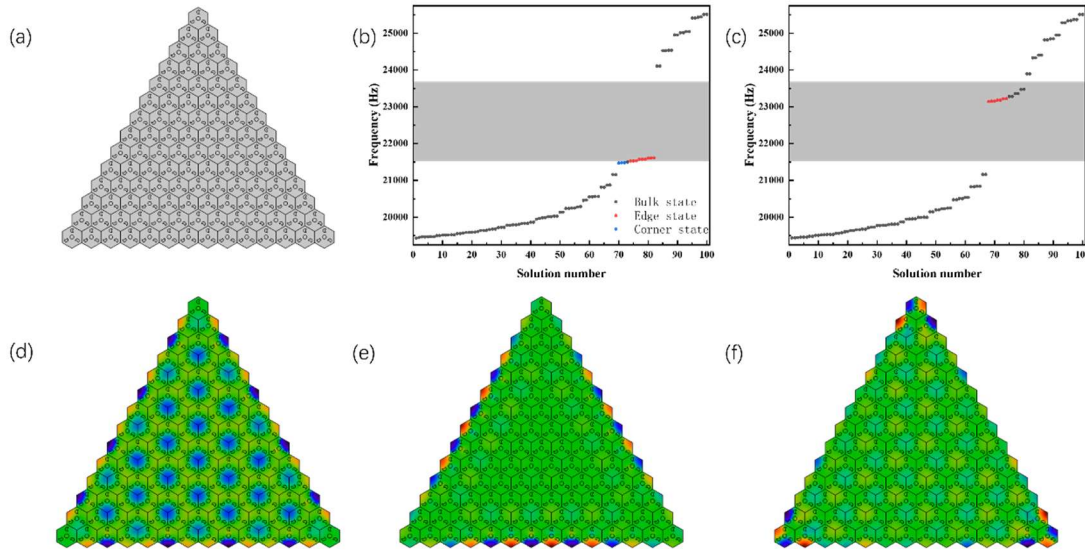 (a)
(b)
25000
24000
23000
22000
21000
20000
Frequency (Hz)
Bulk state
Edge state
Corner state
0 10 20 30 40 50 60 70 80 90 100
Solution number
(c)
25000
24000
23000
22000
21000
20000
Frequency (Hz)
0 10 20 30 40 50 60 70 80 90 100
Solution number
(d)
(e)
(f)